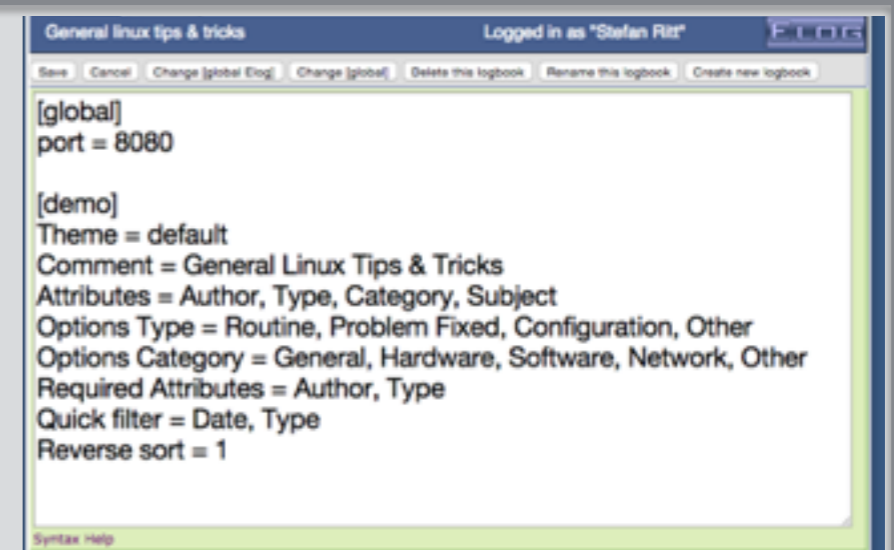 General linux tips & tricks Logged in as "Stefan Ritt" ELOG
Save Cancel Change [global Elog] Change [global] Delete this logbook Rename this logbook Create new logbook
[global]
port = 8080
[demo]
Theme = default
Comment = General Linux Tips & Tricks
Attributes = Author, Type, Category, Subject
Options Type = Routine, Problem Fixed, Configuration, Other
Options Category = General, Hardware, Software, Network, Other
Required Attributes = Author, Type
Quick filter = Date, Type
Reverse sort = 1
Syntax Help